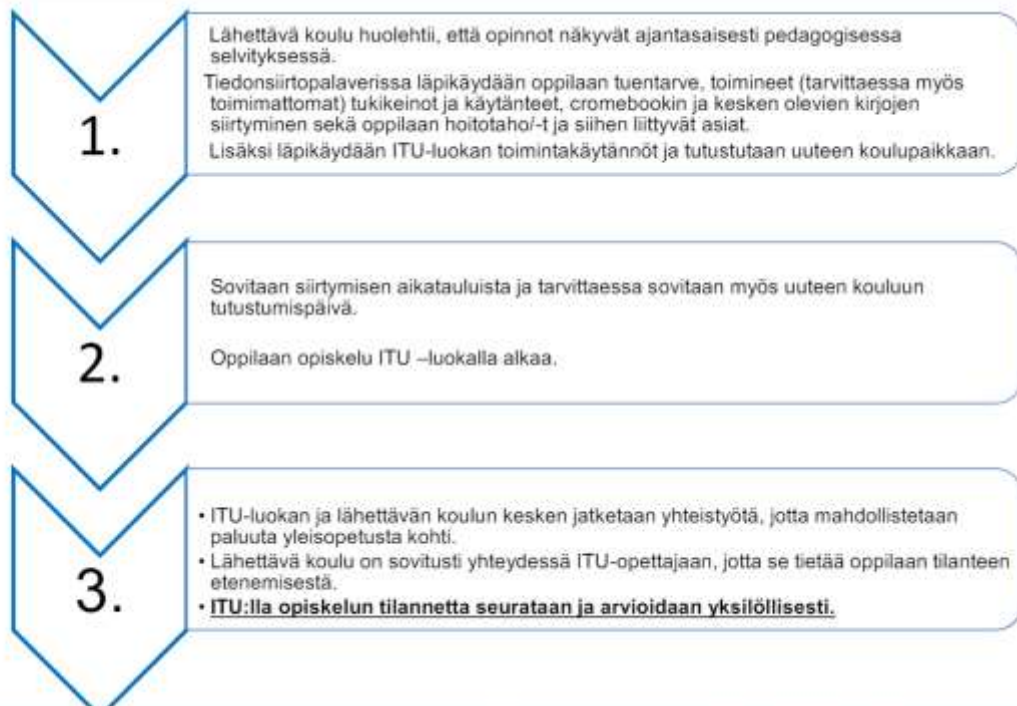 1.
Lähettävä koulu huolehtii, että opinnot näkyvät ajantasaisesti pedagogisessa
selvityksessä.
Tiedonsiirtopalaverissa läpikäydään oppilaan tuentarve, toimineet (tarvittaessa myös
toimimattomat) tukikeinot ja käytänteet, cromebookin ja kesken olevien kirjojen
siirtyminen sekä oppilaan hoitotaho/-t ja siihen liittyvät asiat.
Lisäksi läpikäydään ITU-luokan toimintakäytännöt ja tutustutaan uuteen koulupaikkaan.
2.
Sovitaan siirtymisen aikatauluista ja tarvittaessa sovitaan myös uuteen kouluun
tutustumispäivä.
Oppilaan opiskelu ITU –luokalla alkaa.
3.
• ITU-luokan ja lähettävän koulun kesken jatketaan yhteistyötä, jotta mahdollistetaan
paluuta yleisopetusta kohti.
• Lähettävä koulu on sovitusti yhteydessä ITU-opettajaan, jotta se tietää oppilaan tilanteen
etenemisestä.
• ITU:lla opiskelun tilannetta seurataan ja arvioidaan yksilöllisesti.